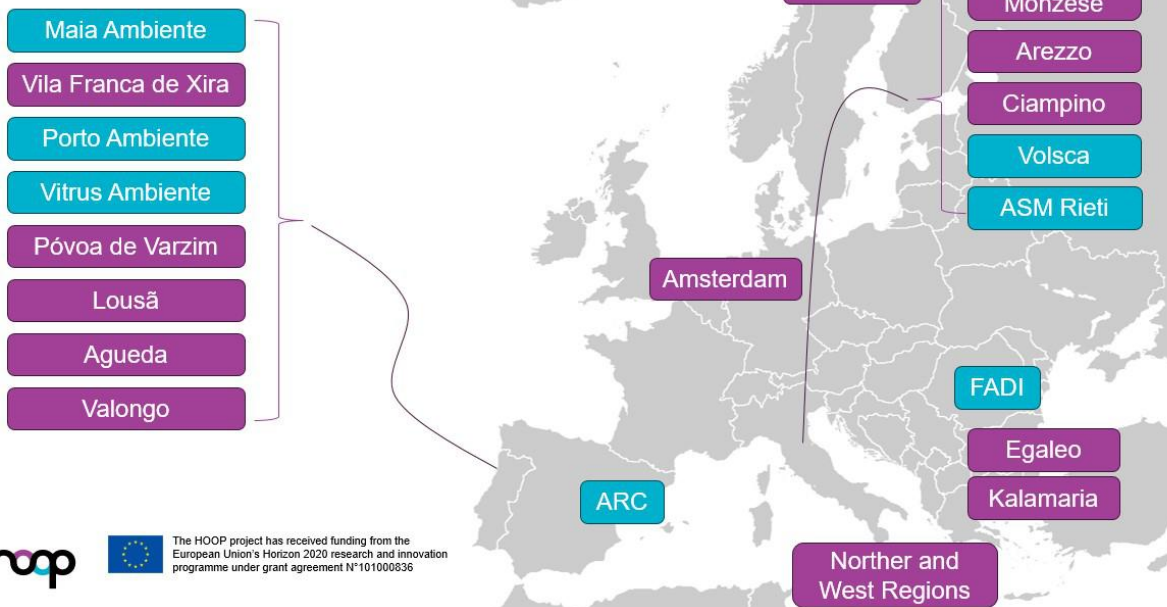 Maia Ambiente
Vila Franca de Xira
Porto Ambiente
Vitrus Ambiente
Póvoa de Varzim
Lousã
Agueda
Valongo
Monzese
Arezzo
Ciampino
Volsca
ASM Rieti
Amsterdam
FADI
Egaleo
Kalamaria
ARC
Norther and
West Regions
hoop
The HOOP project has received funding from the
European Union's Horizon 2020 research and innovation
programme under grant agreement N°101000836